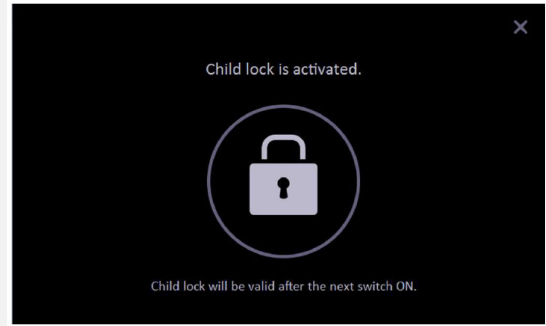 Child lock is activated.
Child lock will be valid after the next switch ON.